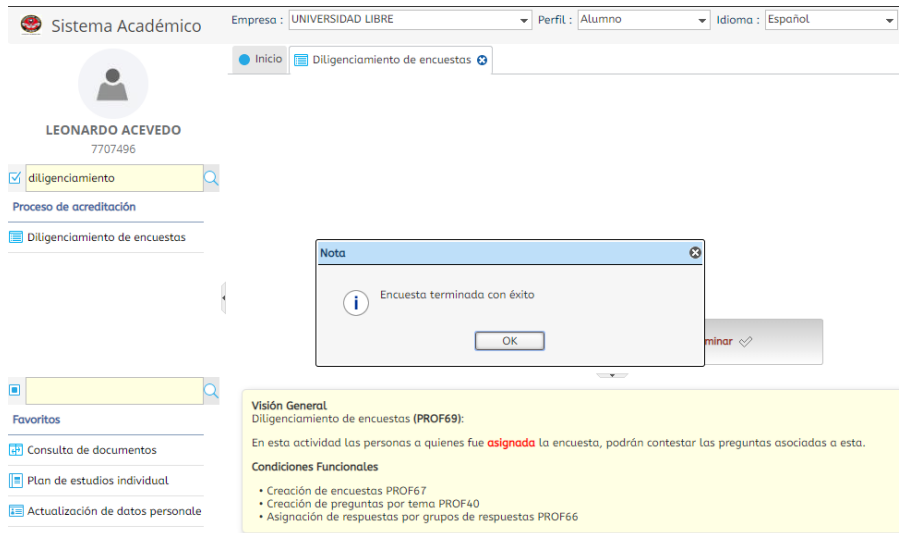 Sistema Académico
Empresa : UNIVERSIDAD LIBRE Perfil : Alumno Idioma : Español
Inicio Diligenciamiento de encuestas
LEONARDO ACEVEDO
7707496
diligenciamiento
Proceso de acreditación
Diligenciamiento de encuestas
Nota
Encuesta terminada con éxito
OK
minar
Favoritos
Consulta de documentos
Plan de estudios individual
Actualización de datos personale
Visión General
Diligenciamiento de encuestas (PROF69):
En esta actividad las personas a quienes fue asignada la encuesta, podrán contestar las preguntas asociadas a esta.
Condiciones Funcionales
• Creación de encuestas PROF67
• Creación de preguntas por tema PROF40
• Asignación de respuestas por grupos de respuestas PROF66